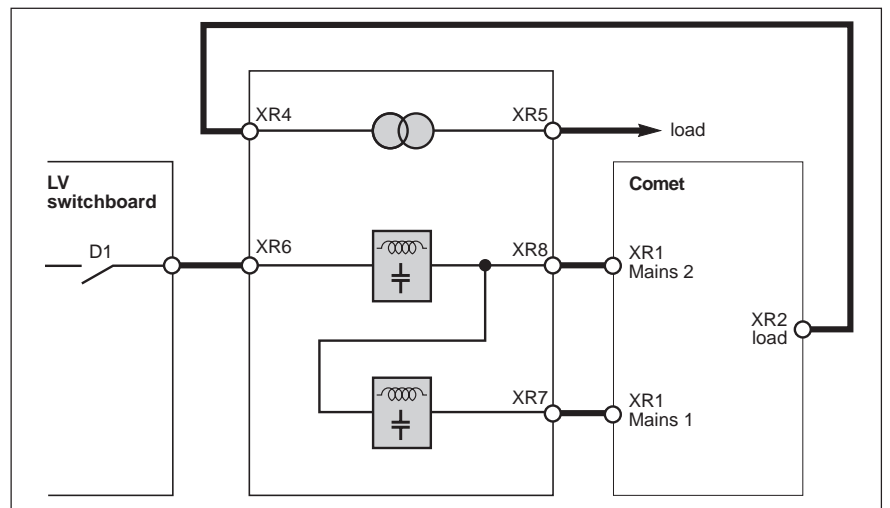 XR4
XR5
load
LV
switchboard
Comet
D1
XR6
XR8
XR1
Mains 2
XR2
load
XR7
XR1
Mains 1